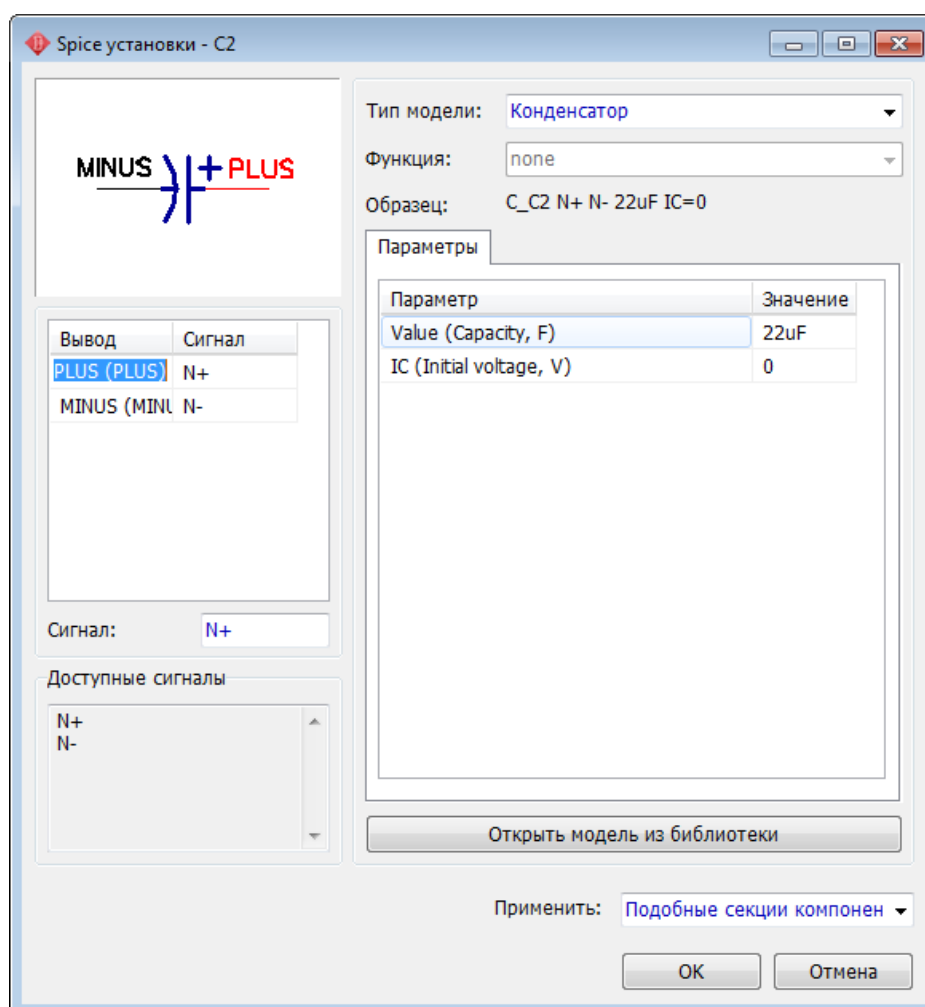 Spice установки - C2
MINUS + PLUS
Вывод Сигнал
PLUS (PLUS) N+
MINUS (MINU N-
Сигнал: N+
Доступные сигналы
N+
N-
Тип модели: Конденсатор
Функция: none
Образец: C_C2 N+ N- 22uF IC=0
Параметры
Параметр Значение
Value (Capacity, F) 22uF
IC (Initial voltage, V) 0
Открыть модель из библиотеки
Применить: Подобные секции компонен
OK Отмена